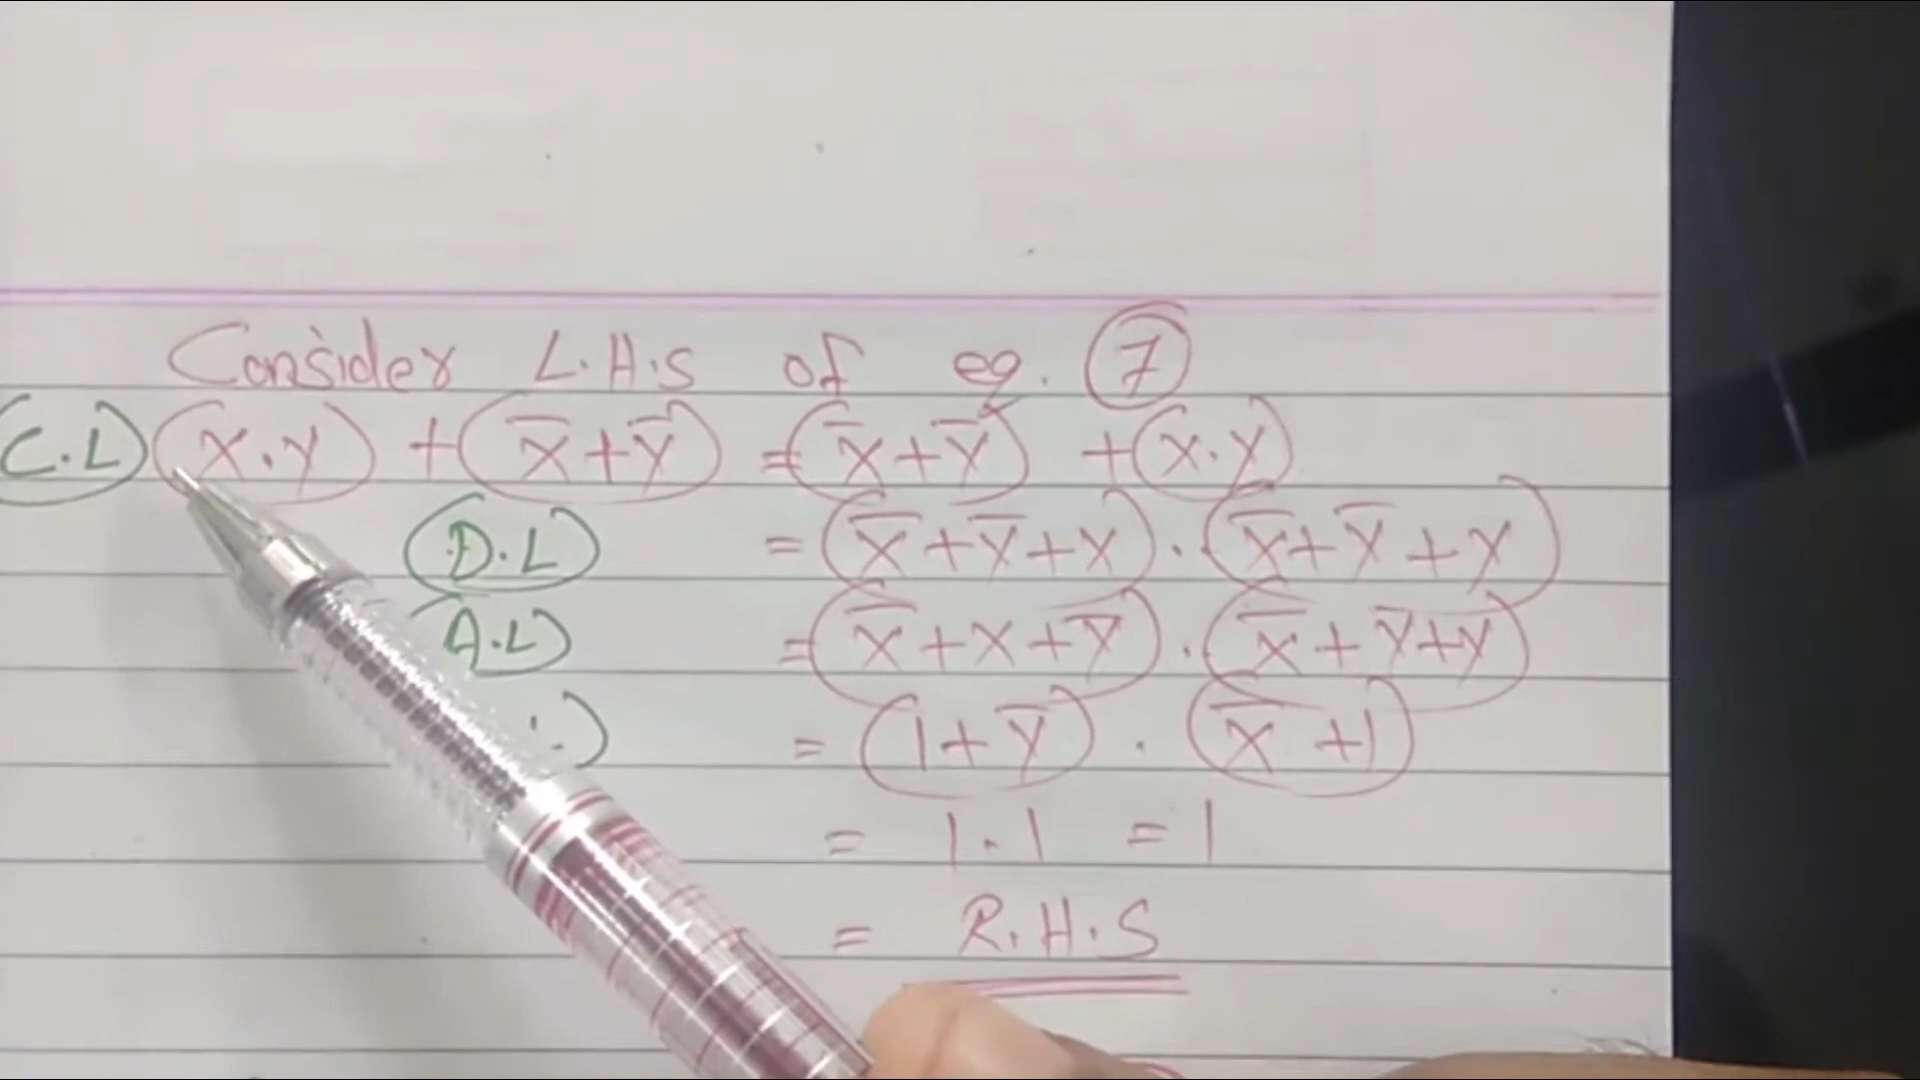 Consider L.H.S of eq. 7
C.L (X.Y) + (X̅+Y̅) = (X̅+Y̅) + (X.Y)
D.L = (X̅+Y̅+X).(X̅+Y̅+Y)
A.L = (X̅+X+Y̅).(X̅+Y̅+Y)
= (1+Y̅).(X̅+1)
= 1.1 = 1
= R.H.S